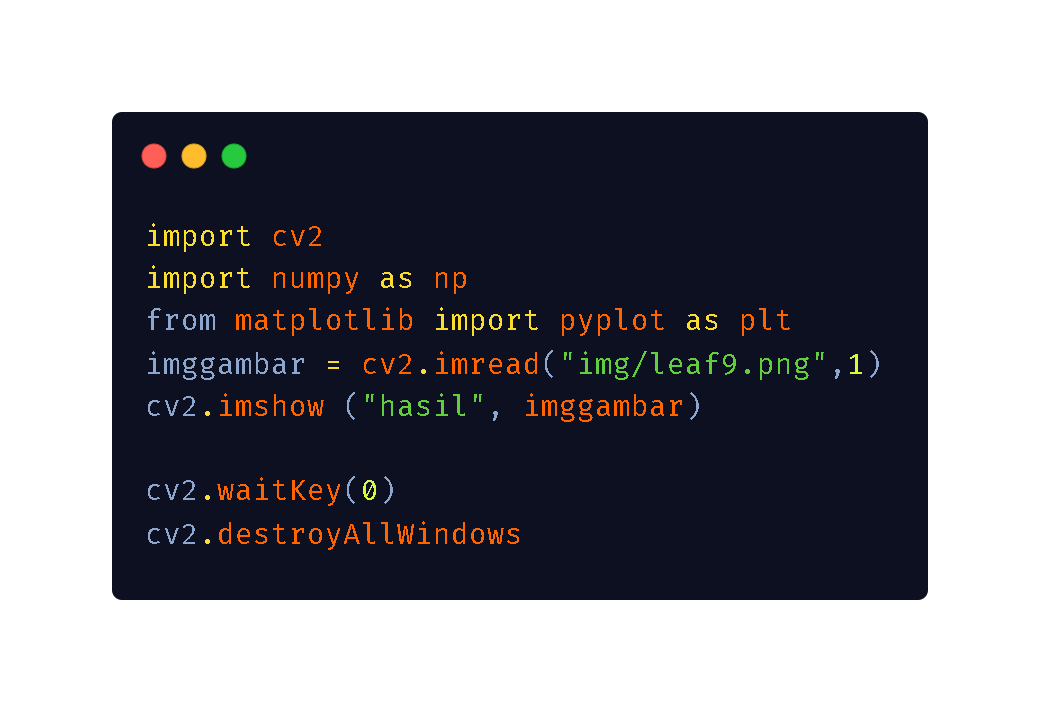 import cv2
import numpy as np
from matplotlib import pyplot as plt
imggambar = cv2.imread("img/leaf9.png",1)
cv2.imshow ("hasil", imggambar)

cv2.waitKey(0)
cv2.destroyAllWindows